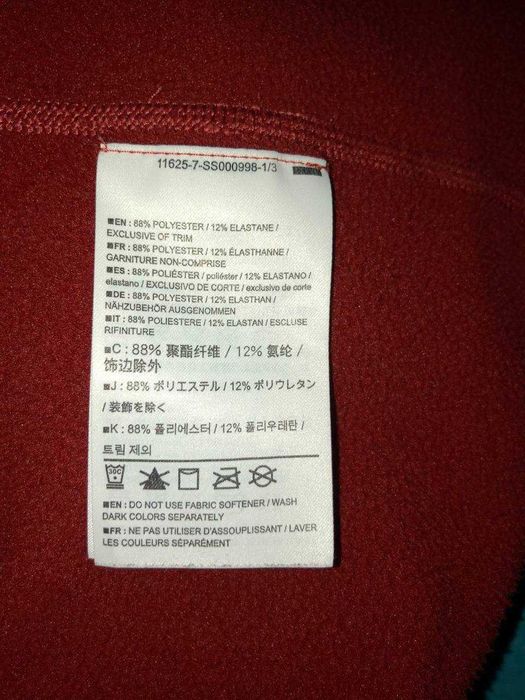 11625-7-SS000998-1/3
■EN : 88% POLYESTER / 12% ELASTANE /
EXCLUSIVE OF TRIM
■FR : 88% POLYESTER / 12% ÉLASTHANNE /
GARNITURE NON-COMPRISE
■ES : 88% POLIÉSTER / poliéster / 12% ELASTANO /
elastano / EXCLUSIVO DE CORTE / exclusivo de corte
■DE : 88% POLYESTER / 12% ELASTHAN /
NÄHZUBEHÖR AUSGENOMMEN
■IT : 88% POLIESTERE / 12% ELASTAN / ESCLUSE
RIFINITURE
■C : 88% 聚酯纤维 / 12% 氨纶 /
饰边除外
■J : 88% ポリエステル / 12% ポリウレタン
/ 装飾を除く
■K : 88% 폴리에스터 / 12% 폴리우레탄 /
트림 제외
30C
■EN : DO NOT USE FABRIC SOFTENER / WASH
DARK COLORS SEPARATELY
■FR : NE PAS UTILISER D'ASSOUPLISSANT / LAVER
LES COULEURS SÉPARÉMENT